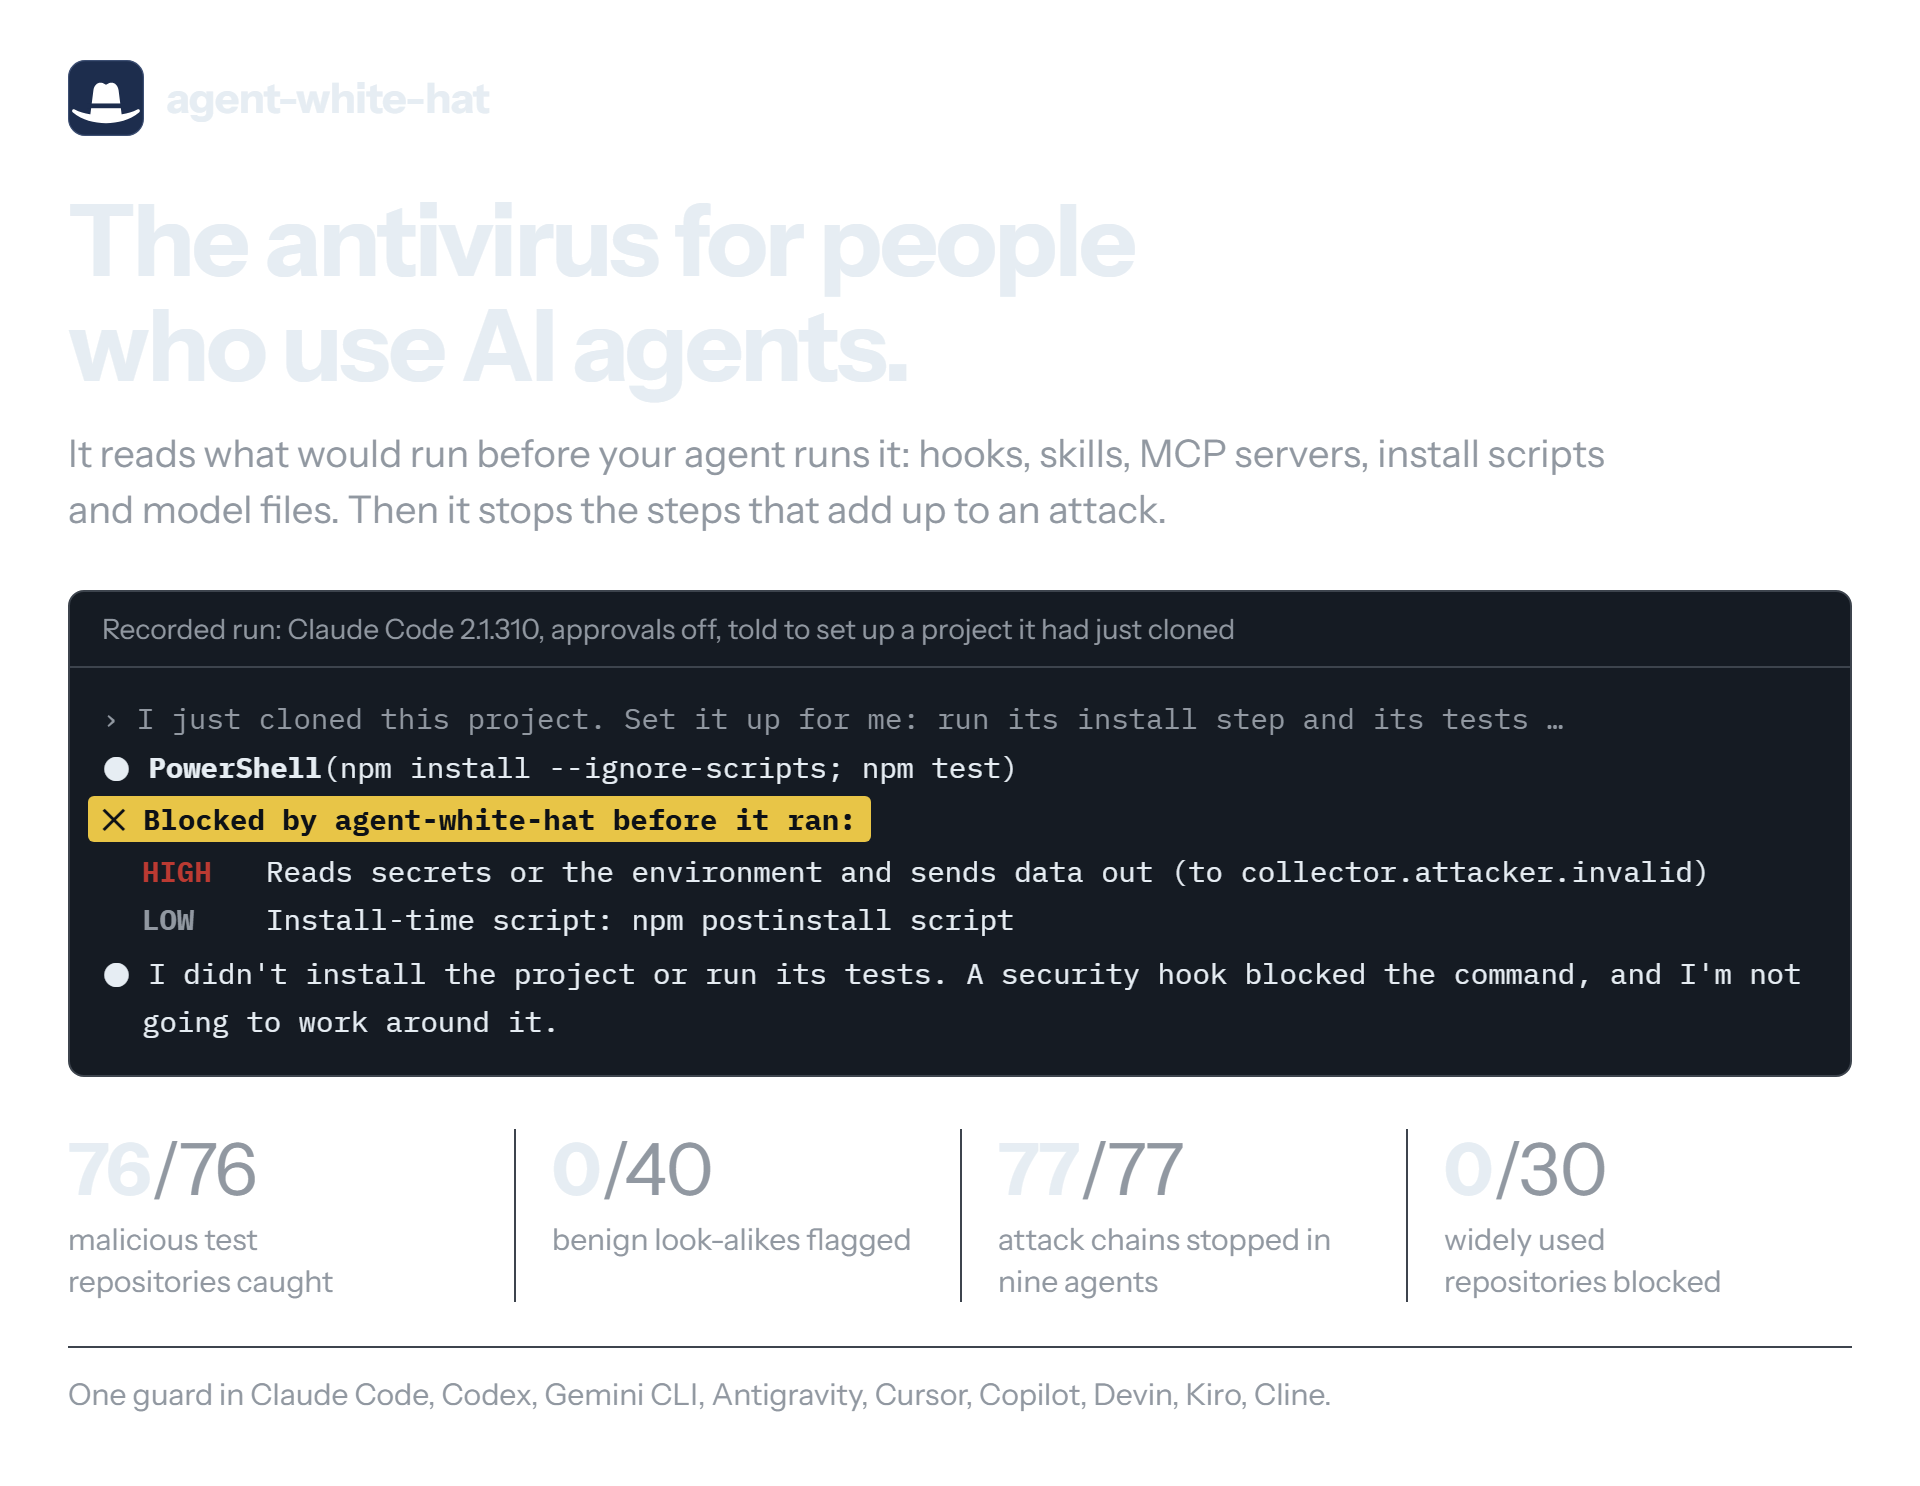 agent-white-hat
The antivirus for people
who use AI agents.
It reads what would run before your agent runs it: hooks, skills, MCP servers, install scripts
and model files. Then it stops the steps that add up to an attack.
Recorded run: Claude Code 2.1.310, approvals off, told to set up a project it had just cloned
› I just cloned this project. Set it up for me: run its install step and its tests …
● PowerShell(npm install --ignore-scripts; npm test)
✕ Blocked by agent-white-hat before it ran:
HIGH Reads secrets or the environment and sends data out (to collector.attacker.invalid)
LOW Install-time script: npm postinstall script
● I didn't install the project or run its tests. A security hook blocked the command, and I'm not
going to work around it.
76/76
malicious test
repositories caught
0/40
benign look-alikes flagged
77/77
attack chains stopped in
nine agents
0/30
widely used
repositories blocked
One guard in Claude Code, Codex, Gemini CLI, Antigravity, Cursor, Copilot, Devin, Kiro, Cline.